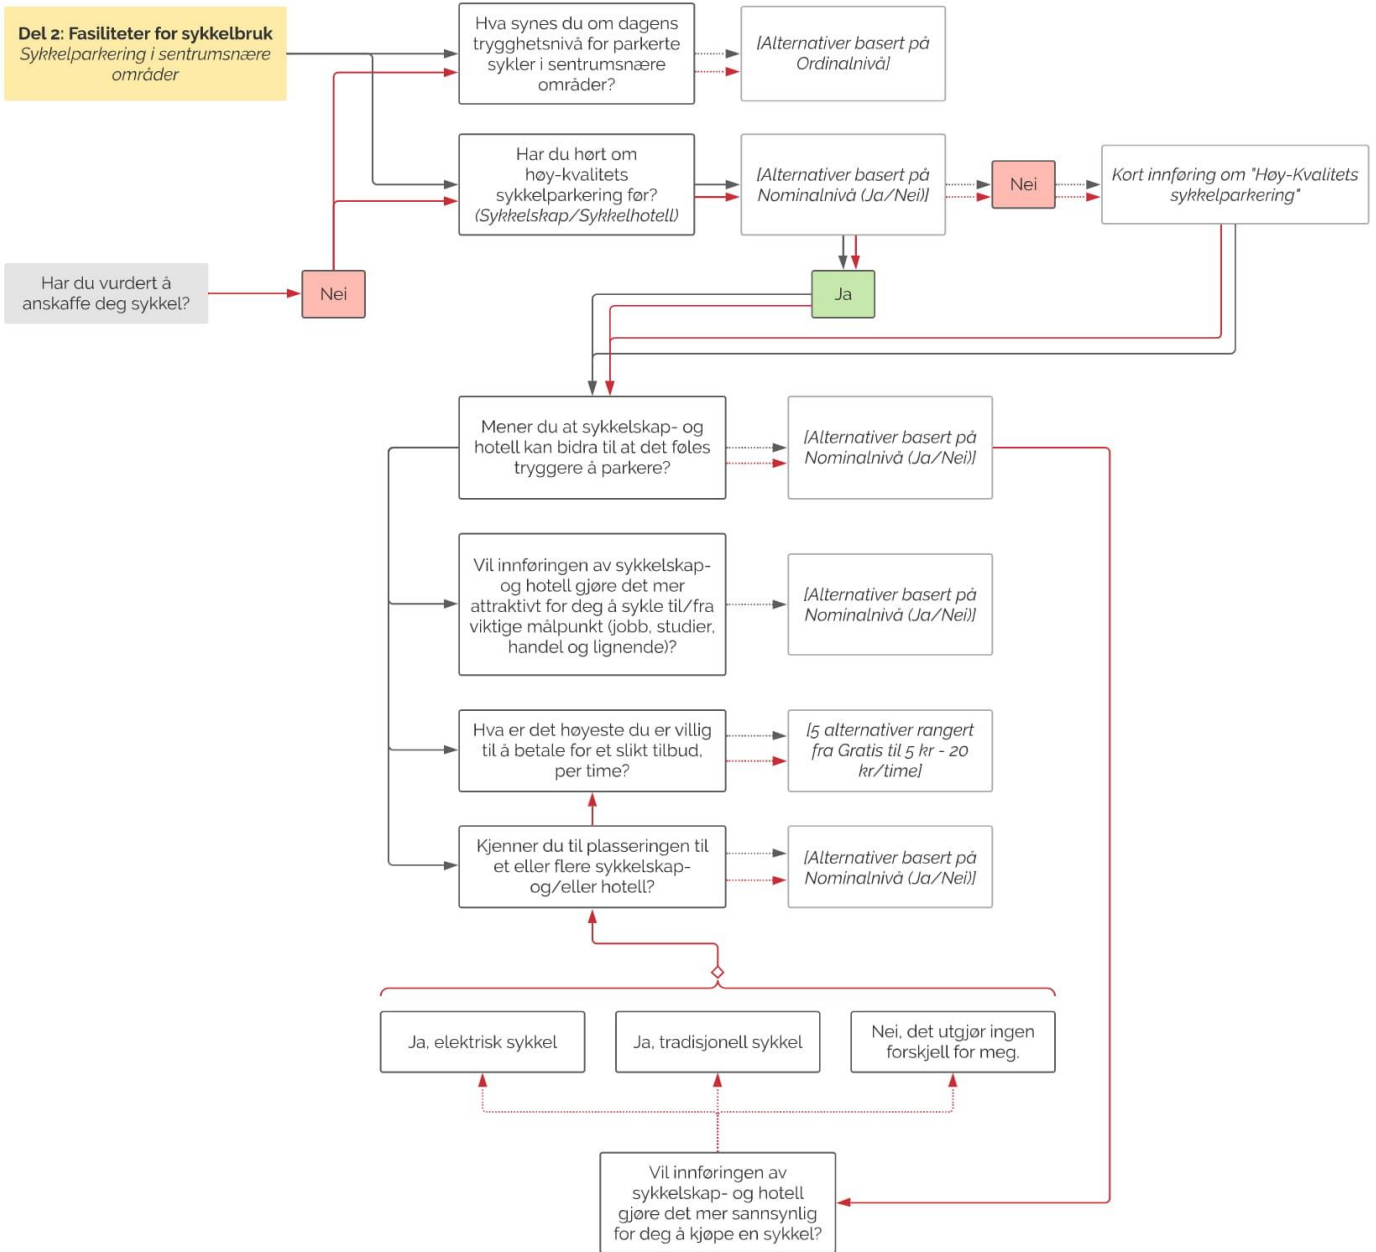 Del 2: Fasiliteter for sykkelbruk
Sykkelparkering i sentrumsnære
områder
Hva synes du om dagens
trygghetsnivå for parkerte
sykler i sentrumsnære
områder?
[Alternativer basert på
Ordinalnivå]
Har du hørt om
høy-kvalitets
sykkelparkering før?
(Sykkelskap/Sykkelhotell)
[Alternativer basert på
Nominalnivå (Ja/Nei)]
Nei
Kort innføring om "Høy-Kvalitets
sykkelparkering"
Har du vurdert å
anskaffe deg sykkel?
Nei
Ja
Mener du at sykkelskap- og
hotell kan bidra til at det føles
tryggere å parkere?
[Alternativer basert på
Nominalnivå (Ja/Nei)]
Vil innføringen av sykkelskap-
og hotell gjøre det mer
attraktivt for deg å sykle til/fra
viktige målpunkt (jobb, studier,
handel og lignende)?
[Alternativer basert på
Nominalnivå (Ja/Nei)]
Hva er det høyeste du er villig
til å betale for et slikt tilbud,
per time?
[5 alternativer rangert
fra Gratis til 5 kr - 20
kr/time]
Kjenner du til plasseringen til
et eller flere sykkelskap-
og/eller hotell?
[Alternativer basert på
Nominalnivå (Ja/Nei)]
Ja, elektrisk sykkel
Ja, tradisjonell sykkel
Nei, det utgjør ingen
forskjell for meg.
Vil innføringen av
sykkelskap- og hotell
gjøre det mer sannsynlig
for deg å kjøpe en sykkel?